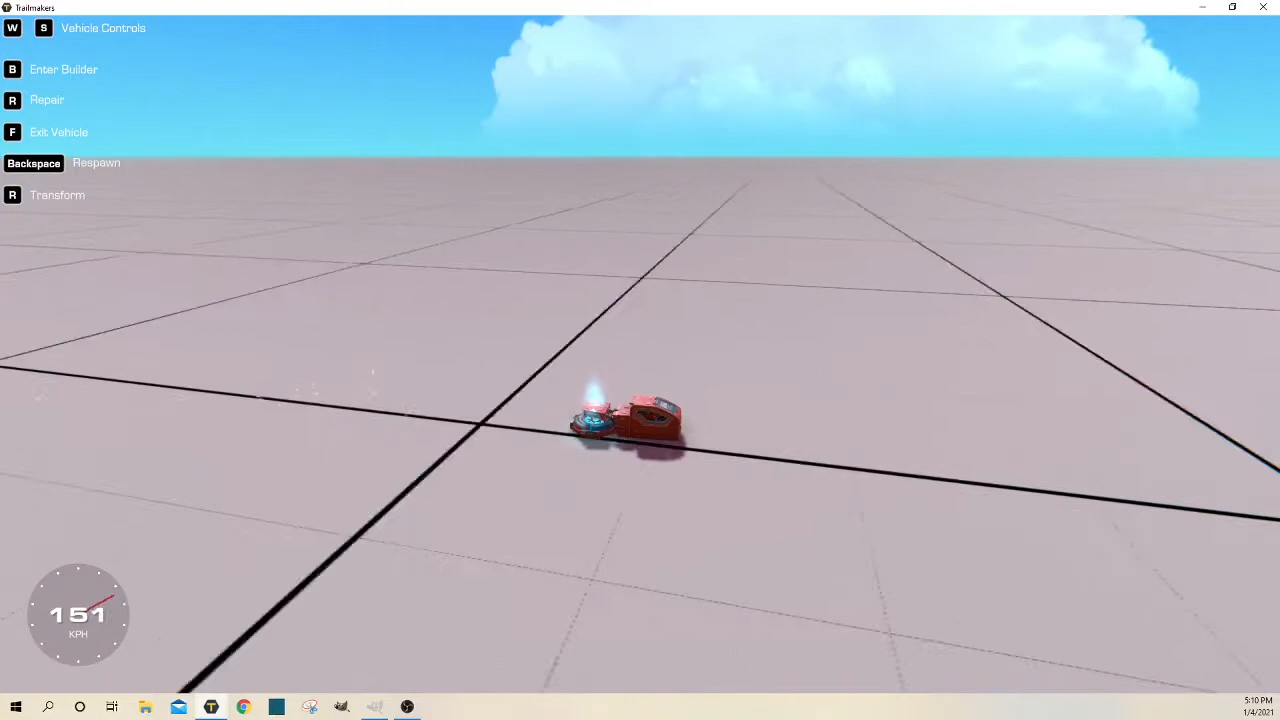 Trailmakers
W S Vehicle Controls
B Enter Builder
R Repair
F Exit Vehicle
Backspace Respawn
R Transform
151
KPH
5:10 PM
1/4/2021